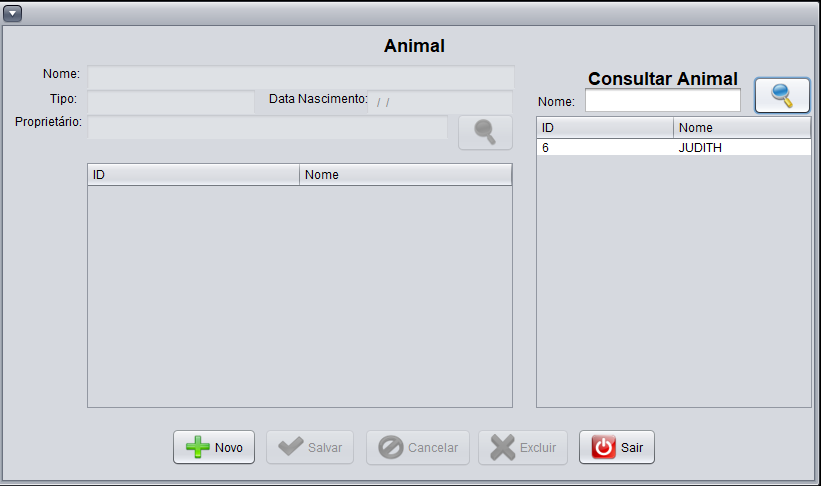 Animal
Nome:
Tipo:
Data Nascimento:
/ /
Proprietário:
ID Nome
Consultar Animal
Nome:
ID Nome
6 JUDITH
Novo
Salvar
Cancelar
Excluir
Sair